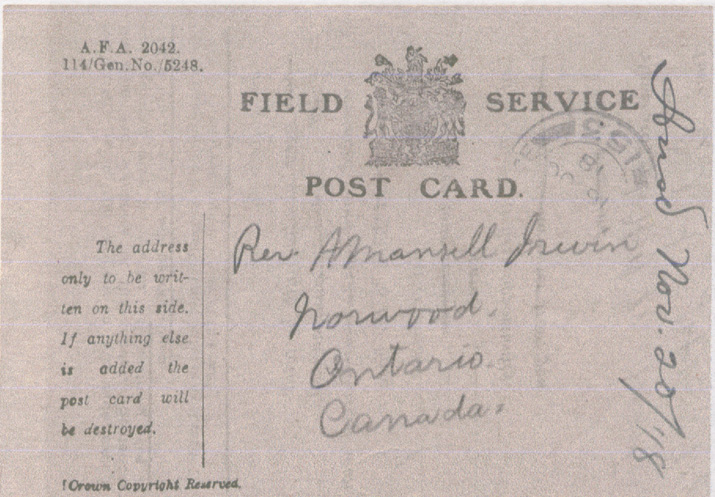 A.F.A. 2042.
114/Gen.No./5248.
FIELD SERVICE
POST CARD.
The address
only to be writ-
ten on this side.
If anything else
is added the
post card will
be destroyed.
Rev. A Mansell Irwin
Norwood.
Ontario.
Canada.
Nov. 20/18
[Crown Copyright Reserved.